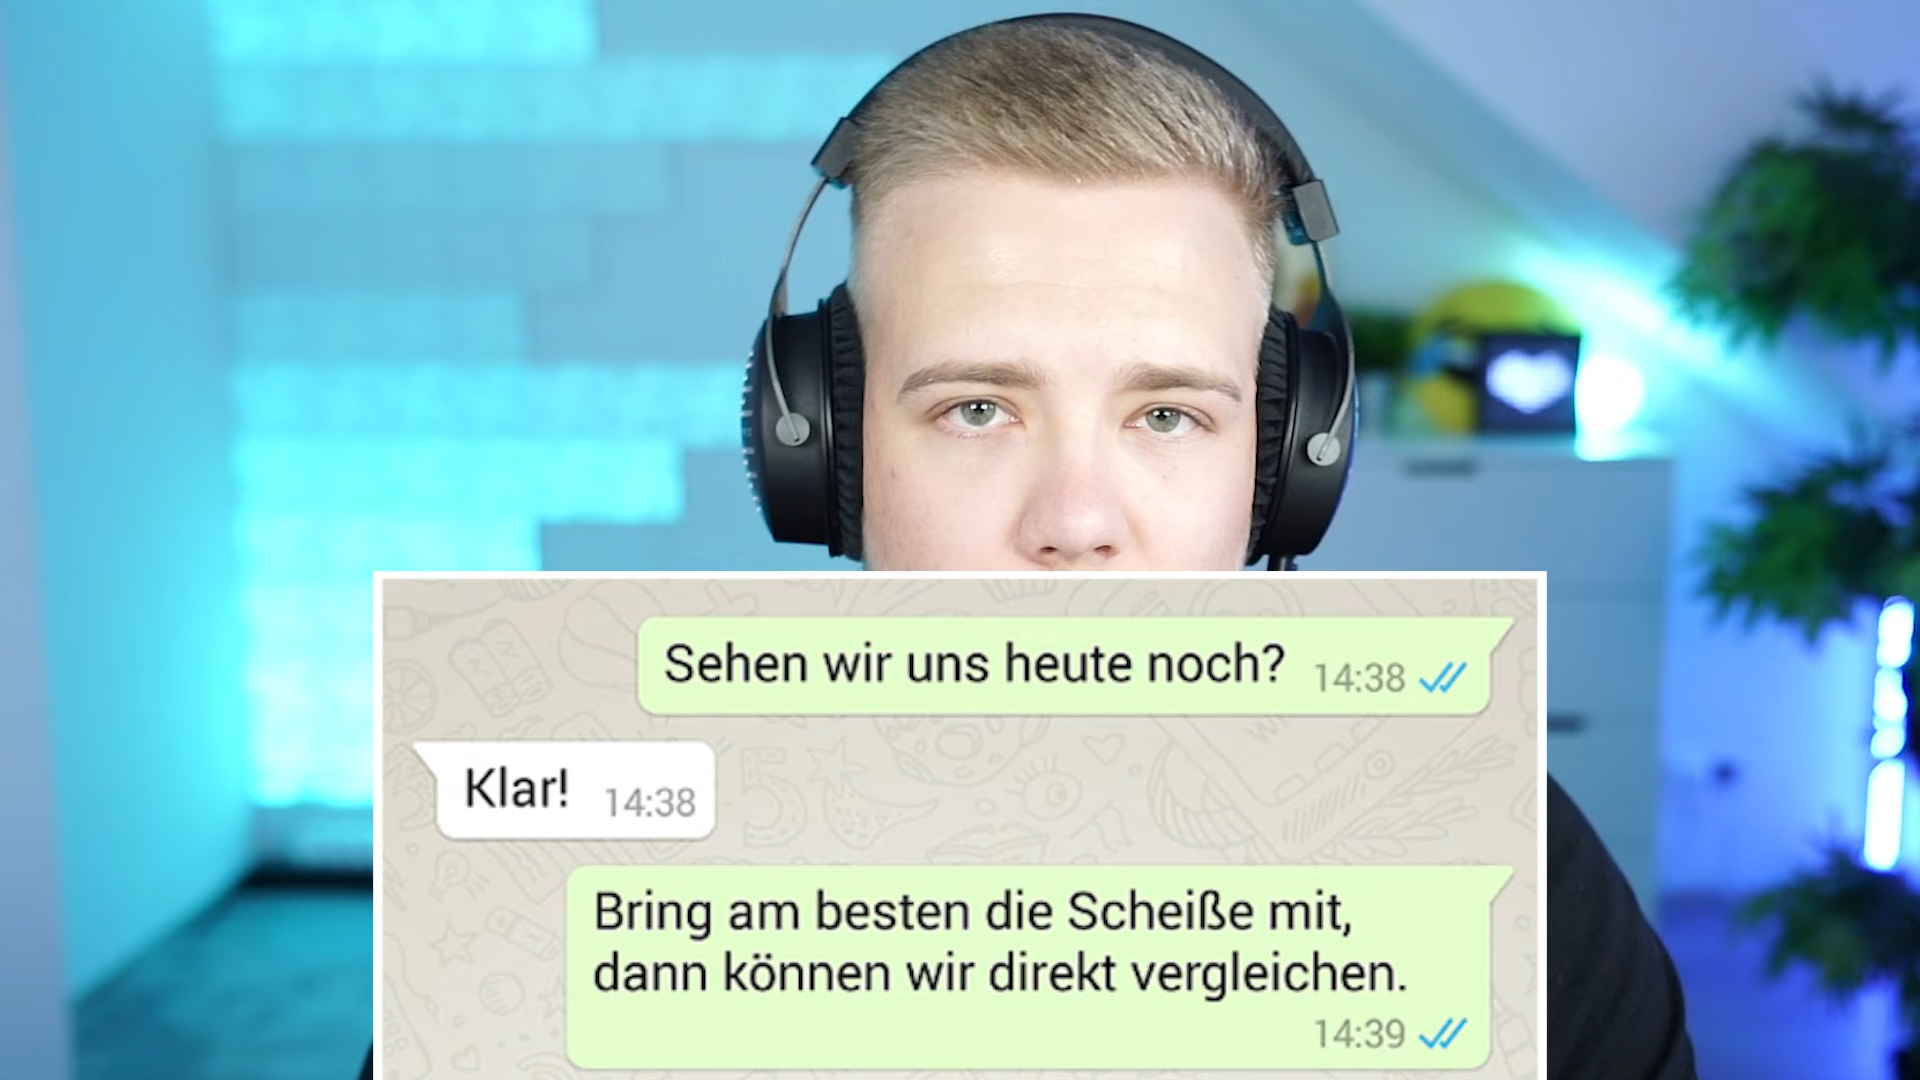 Sehen wir uns heute noch? 14:38
Klar! 14:38
Bring am besten die Scheiße mit,
dann können wir direkt vergleichen.
14:39